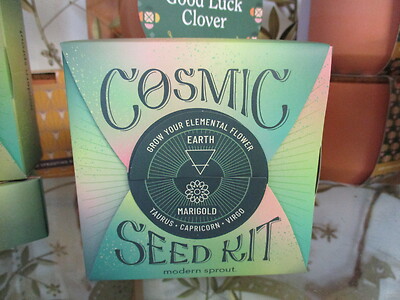 Good Luck
Clover
COSMIC
GROW YOUR ELEMENTAL FLOWER
EARTH
MARIGOLD
TAURUS • CAPRICORN • VIRGO
SEED KIT
modern sprout